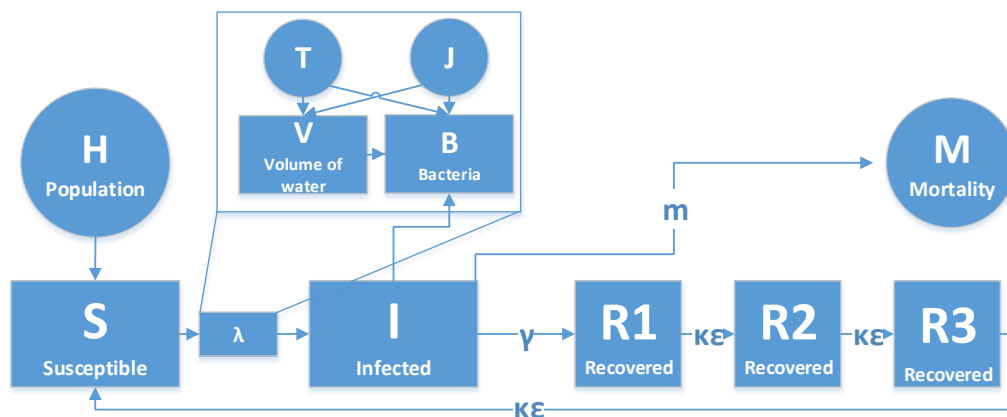 T
J
H
Population
V
Volume of
water
B
Bacteria
M
Mortality
m
S
Susceptible
λ
I
Infected
γ
R1
Recovered
κε
R2
Recovered
κε
R3
Recovered
κε